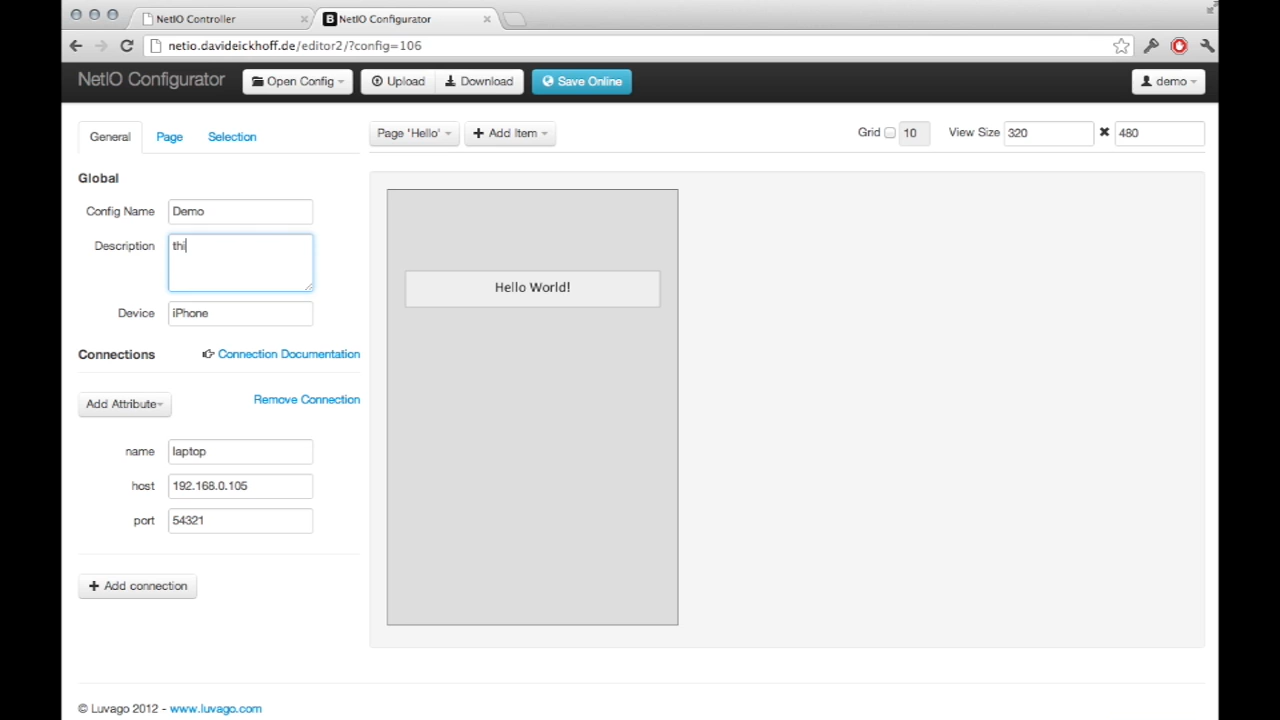 NetIO Controller
NetIO Configurator
netio.davideickhoff.de/editor2/?config=106
NetIO Configurator Open Config Upload Download Save Online demo
General Page Selection
Page 'Hello' Add Item Grid 10 View Size 320 480
Global
Config Name Demo
Description thi
Device iPhone
Connections Connection Documentation
Add Attribute Remove Connection
name laptop
host 192.168.0.105
port 54321
Add connection
Hello World!
© Luvago 2012 - www.luvago.com